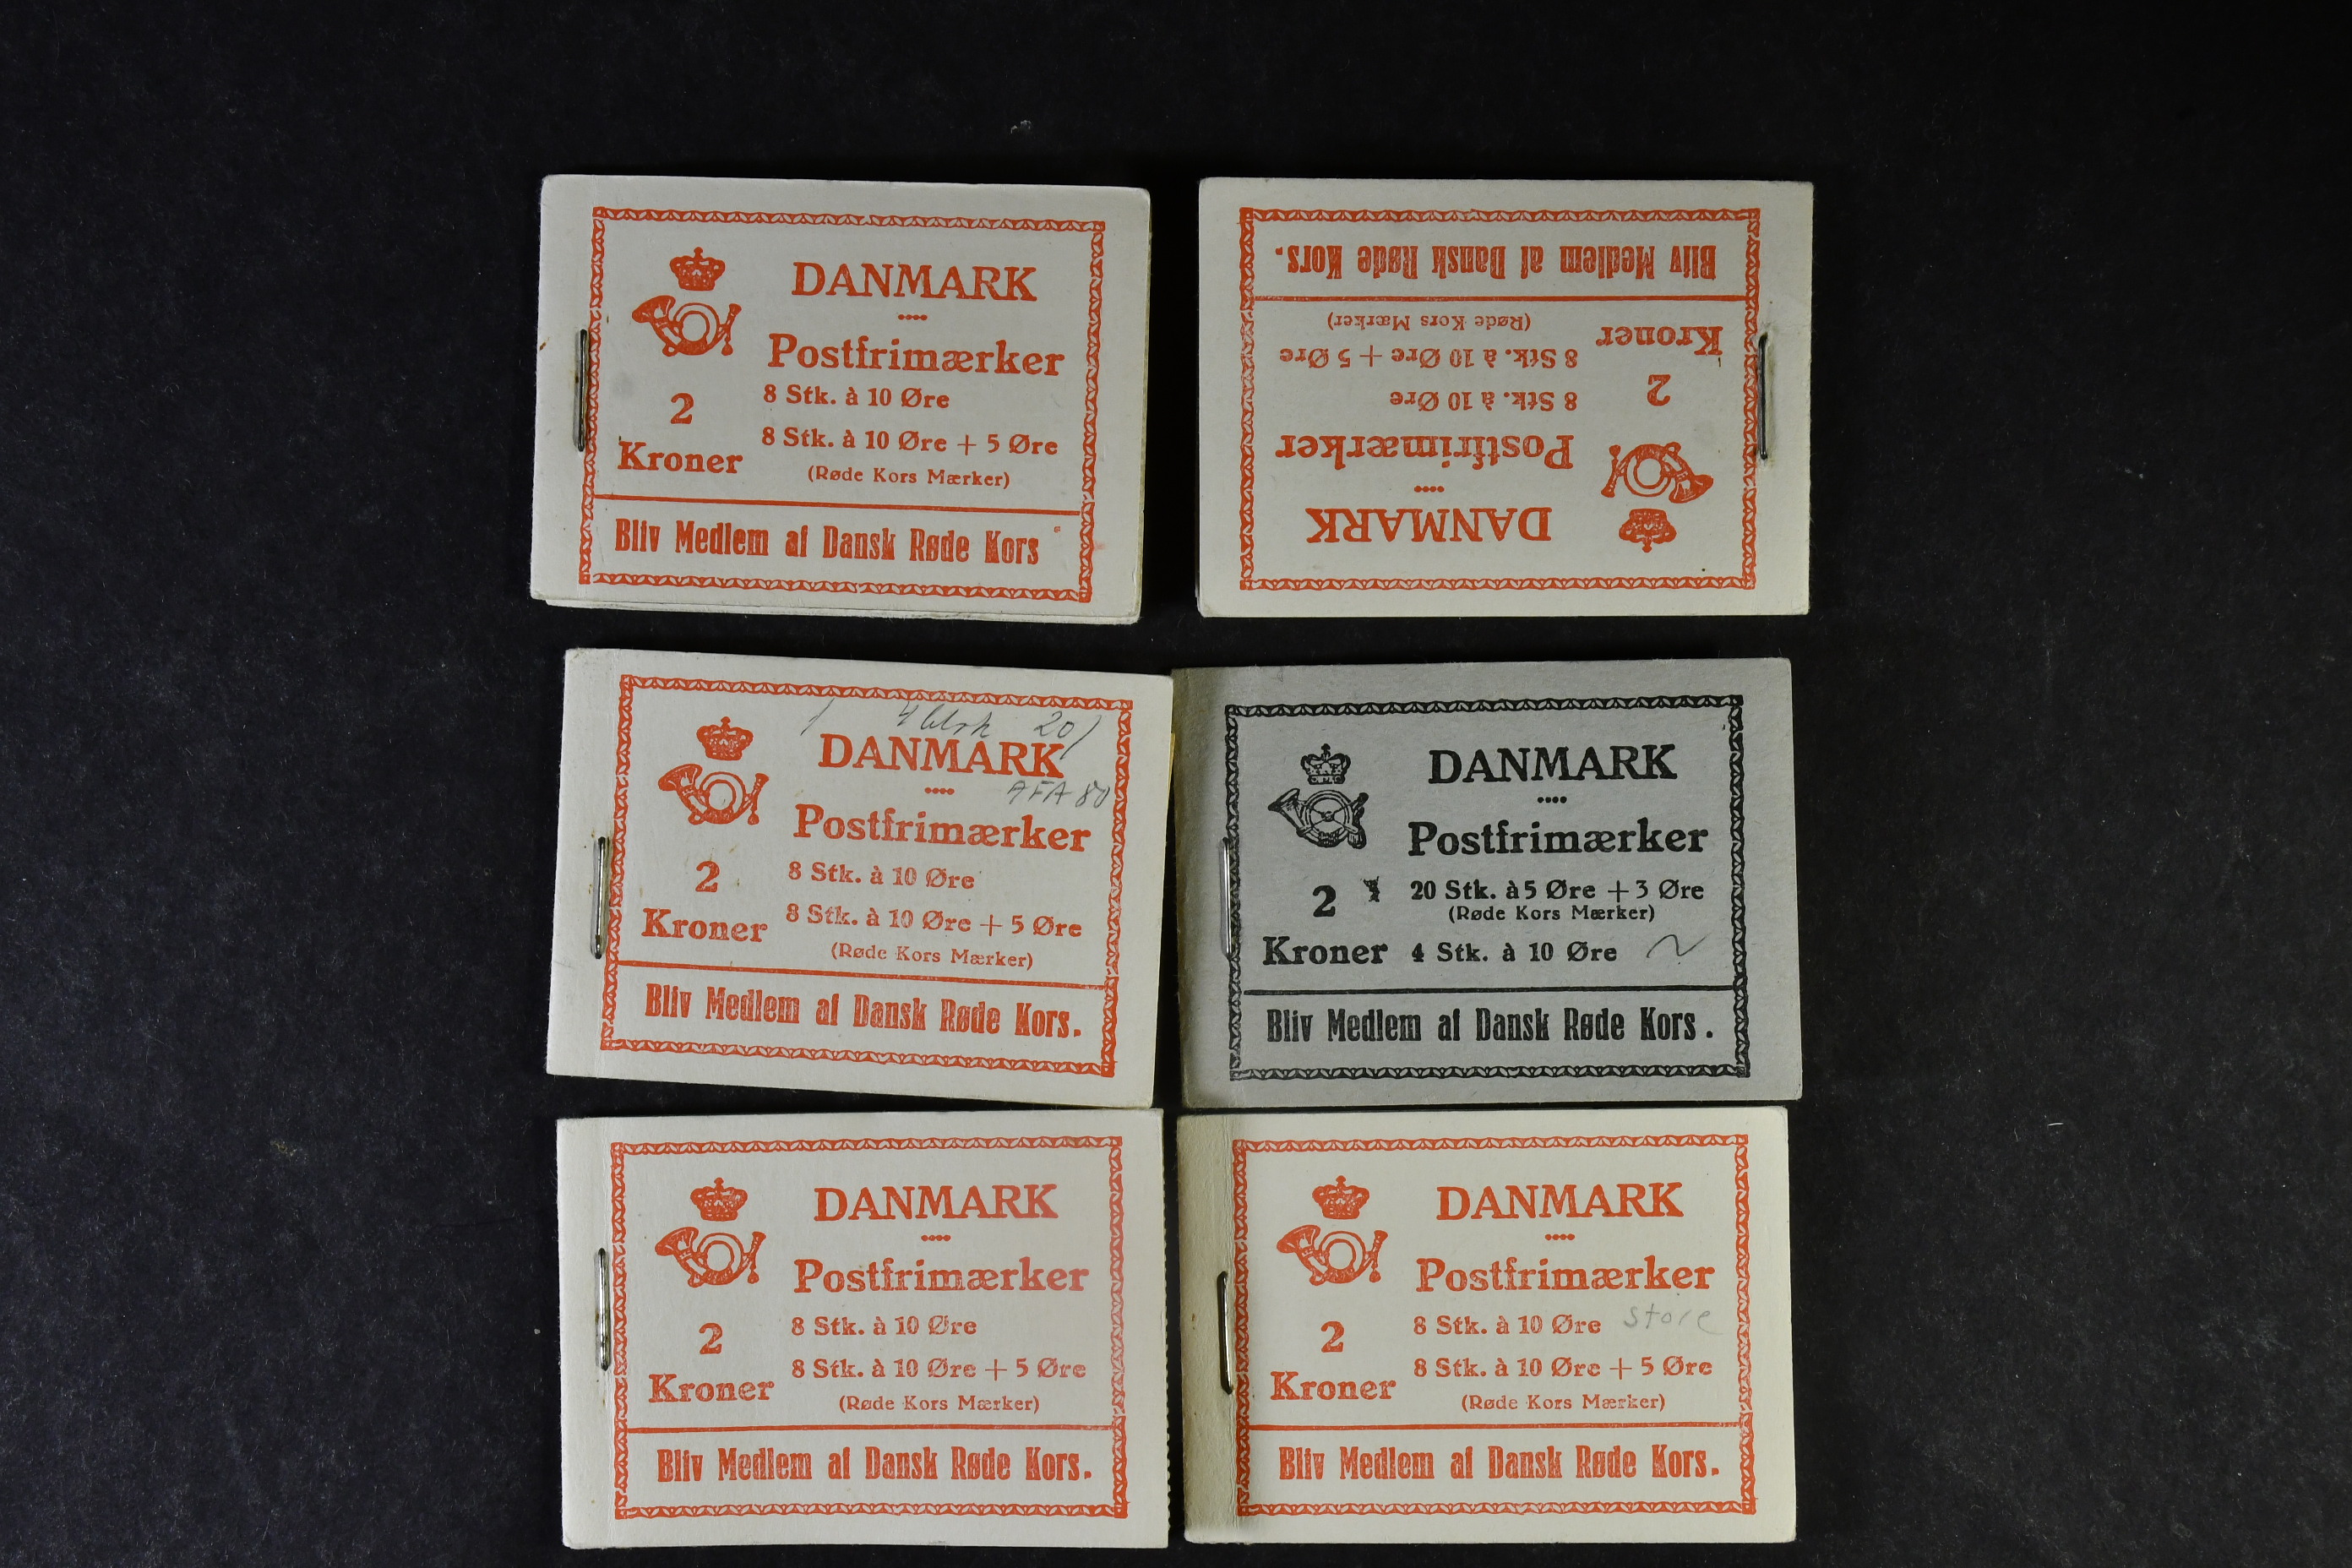 DANMARK
Postfrimærker
2
Kroner
8 Stk. à 10 Øre
8 Stk. à 10 Øre + 5 Øre
(Røde Kors Mærker)
Bliv Medlem af Dansk Røde Kors
DANMARK
Postfrimærker
2
Kroner
8 Stk. à 10 Øre
8 Stk. à 10 Øre + 5 Øre
(Røde Kors Mærker)
Bliv Medlem af Dansk Røde Kors.
20
DANMARK
AFA 80
Postfrimærker
2
Kroner
8 Stk. à 10 Øre
8 Stk. à 10 Øre + 5 Øre
(Røde Kors Mærker)
Bliv Medlem af Dansk Røde Kors.
DANMARK
Postfrimærker
2
Kroner
20 Stk. à 5 Øre + 3 Øre
(Røde Kors Mærker)
4 Stk. à 10 Øre
Bliv Medlem af Dansk Røde Kors.
DANMARK
Postfrimærker
2
Kroner
8 Stk. à 10 Øre
8 Stk. à 10 Øre + 5 Øre
(Røde Kors Mærker)
Bliv Medlem af Dansk Røde Kors.
DANMARK
Postfrimærker
2
Kroner
8 Stk. à 10 Øre store
8 Stk. à 10 Øre + 5 Øre
(Røde Kors Mærker)
Bliv Medlem af Dansk Røde Kors.